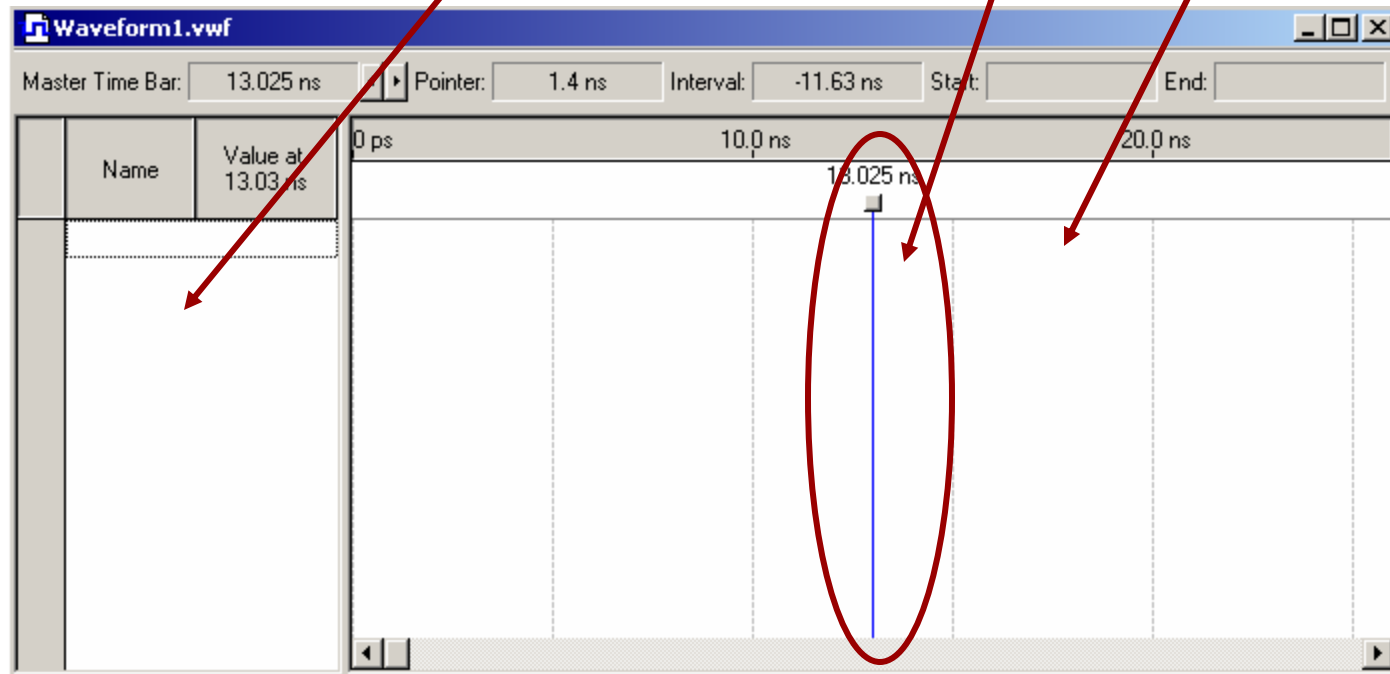 Waveform1.vwf
Master Time Bar: 13.025 ns Pointer: 1.4 ns Interval: -11.63 ns Start: End:
Name
Value at
13.03 ns
0 ps 10.0 ns 20.0 ns
13.025 ns